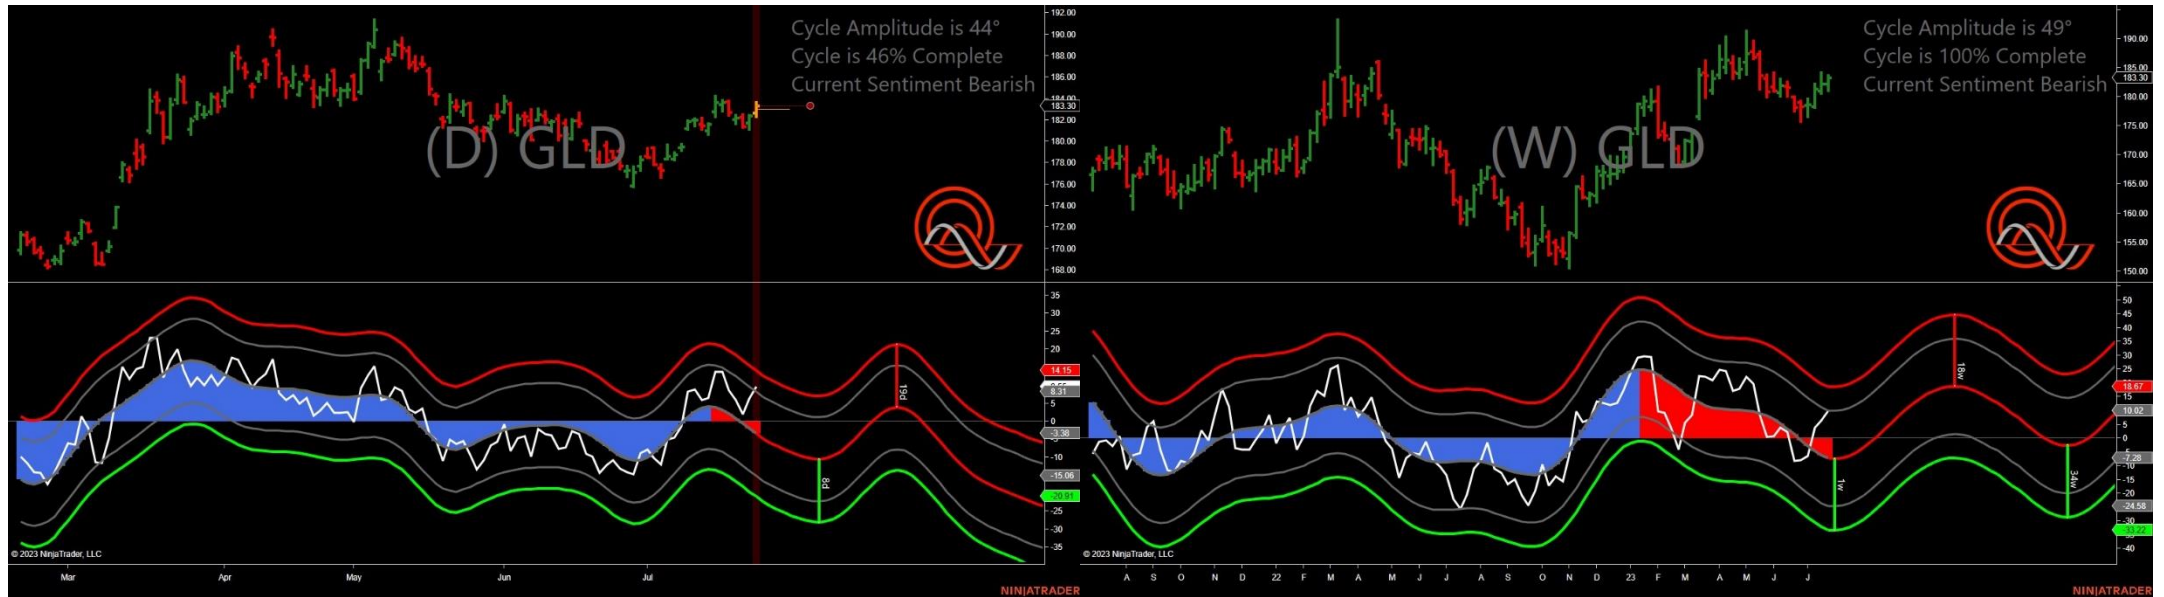 Cycle Amplitude is 44°
Cycle is 46% Complete
Current Sentiment Bearish
(D) GLD
192.00
190.00
188.00
186.00
184.00
183.30
182.00
180.00
178.00
176.00
174.00
172.00
170.00
168.00
35
30
25
20
14.15
8.31
5
0
-3.38
-10
-15.06
-20.91
-25
-30
-35
19d
8d
© 2023 NinjaTrader, LLC
Mar
Apr
May
Jun
Jul
NINJATRADER
Cycle Amplitude is 49°
Cycle is 100% Complete
Current Sentiment Bearish
(W) GLD
190.00
185.00
183.30
180.00
175.00
170.00
165.00
160.00
155.00
150.00
50
45
40
35
30
25
18.67
15
10.02
5
0
-7.28
-10
-15
-20
-24.58
-30
-33.22
-40
18w
1w
34w
© 2023 NinjaTrader, LLC
A S O N D 22 F M A M J J A S O N D 23 F M A M J J
NINJATRADER